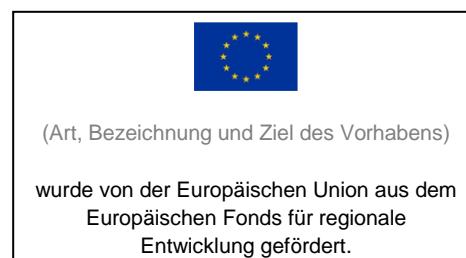 (Art, Bezeichnung und Ziel des Vorhabens)
wurde von der Europäischen Union aus dem
Europäischen Fonds für regionale
Entwicklung gefördert.